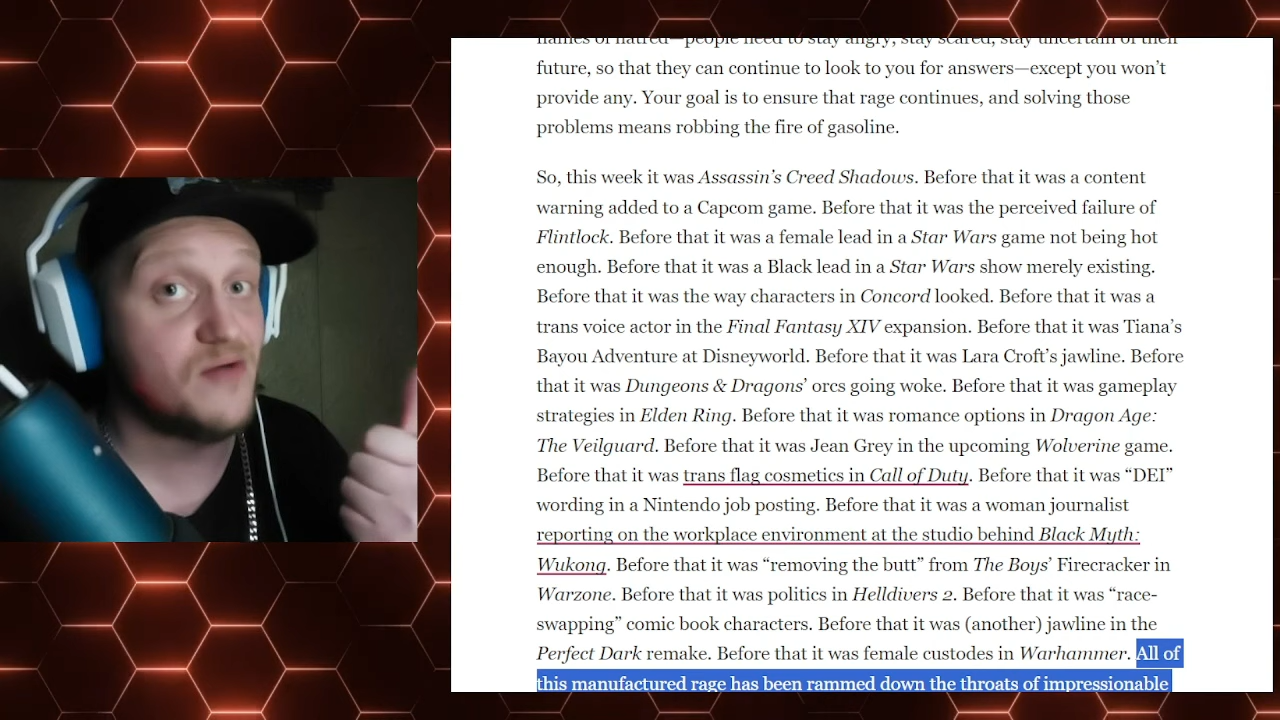 names of hatred—people need to stay angry, stay scared, stay uncertain of their
future, so that they can continue to look to you for answers—except you won’t
provide any. Your goal is to ensure that rage continues, and solving those
problems means robbing the fire of gasoline.
So, this week it was Assassin’s Creed Shadows. Before that it was a content
warning added to a Capcom game. Before that it was the perceived failure of
Flintlock. Before that it was a female lead in a Star Wars game not being hot
enough. Before that it was a Black lead in a Star Wars show merely existing.
Before that it was the way characters in Concord looked. Before that it was a
trans voice actor in the Final Fantasy XIV expansion. Before that it was Tiana’s
Bayou Adventure at Disneyworld. Before that it was Lara Croft’s jawline. Before
that it was Dungeons & Dragons’ orcs going woke. Before that it was gameplay
strategies in Elden Ring. Before that it was romance options in Dragon Age:
The Veilguard. Before that it was Jean Grey in the upcoming Wolverine game.
Before that it was trans flag cosmetics in Call of Duty. Before that it was “DEI”
wording in a Nintendo job posting. Before that it was a woman journalist
reporting on the workplace environment at the studio behind Black Myth:
Wukong. Before that it was “removing the butt” from The Boys’ Firecracker in
Warzone. Before that it was politics in Helldivers 2. Before that it was “race-
swapping” comic book characters. Before that it was (another) jawline in the
Perfect Dark remake. Before that it was female custodes in Warhammer. All of
this manufactured rage has been rammed down the throats of impressionable